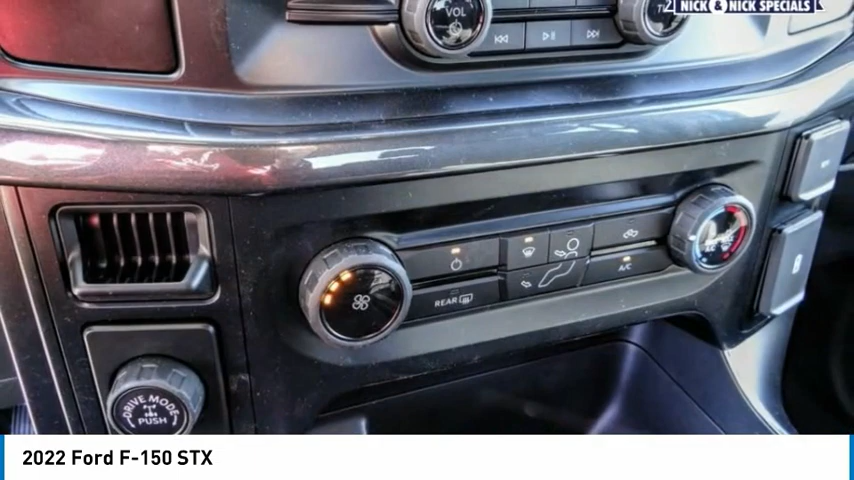 NICK & NICK SPECIALS
VOL
REAR
A/C
DRIVE MODE
PUSH
2022 Ford F-150 STX